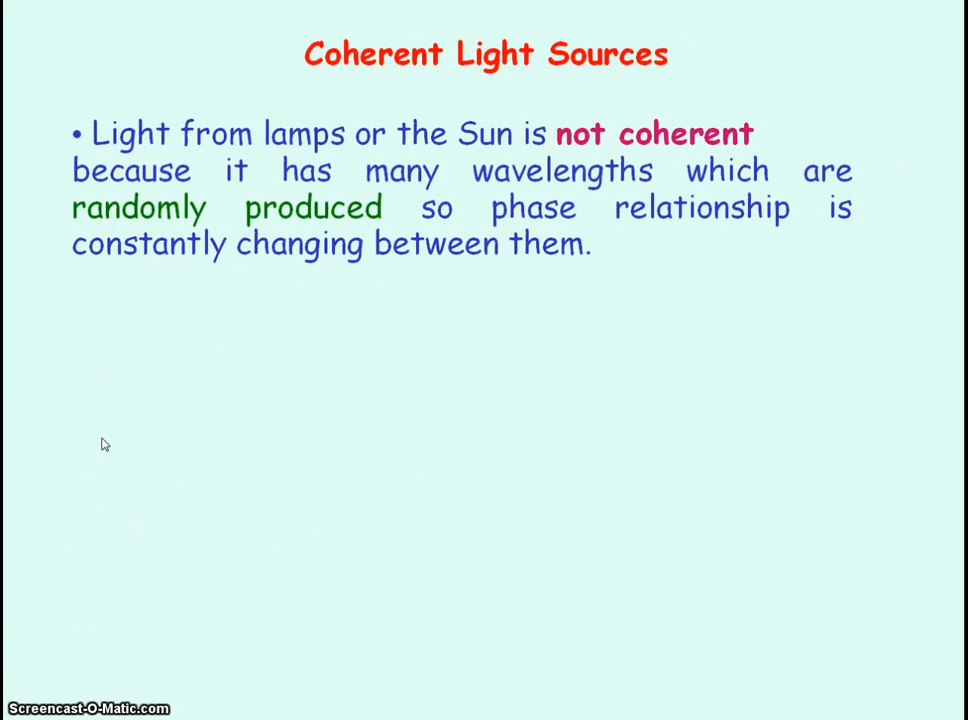 Coherent Light Sources
• Light from lamps or the Sun is not coherent
because it has many wavelengths which are
randomly produced so phase relationship is
constantly changing between them.
Screencast-O-Matic.com